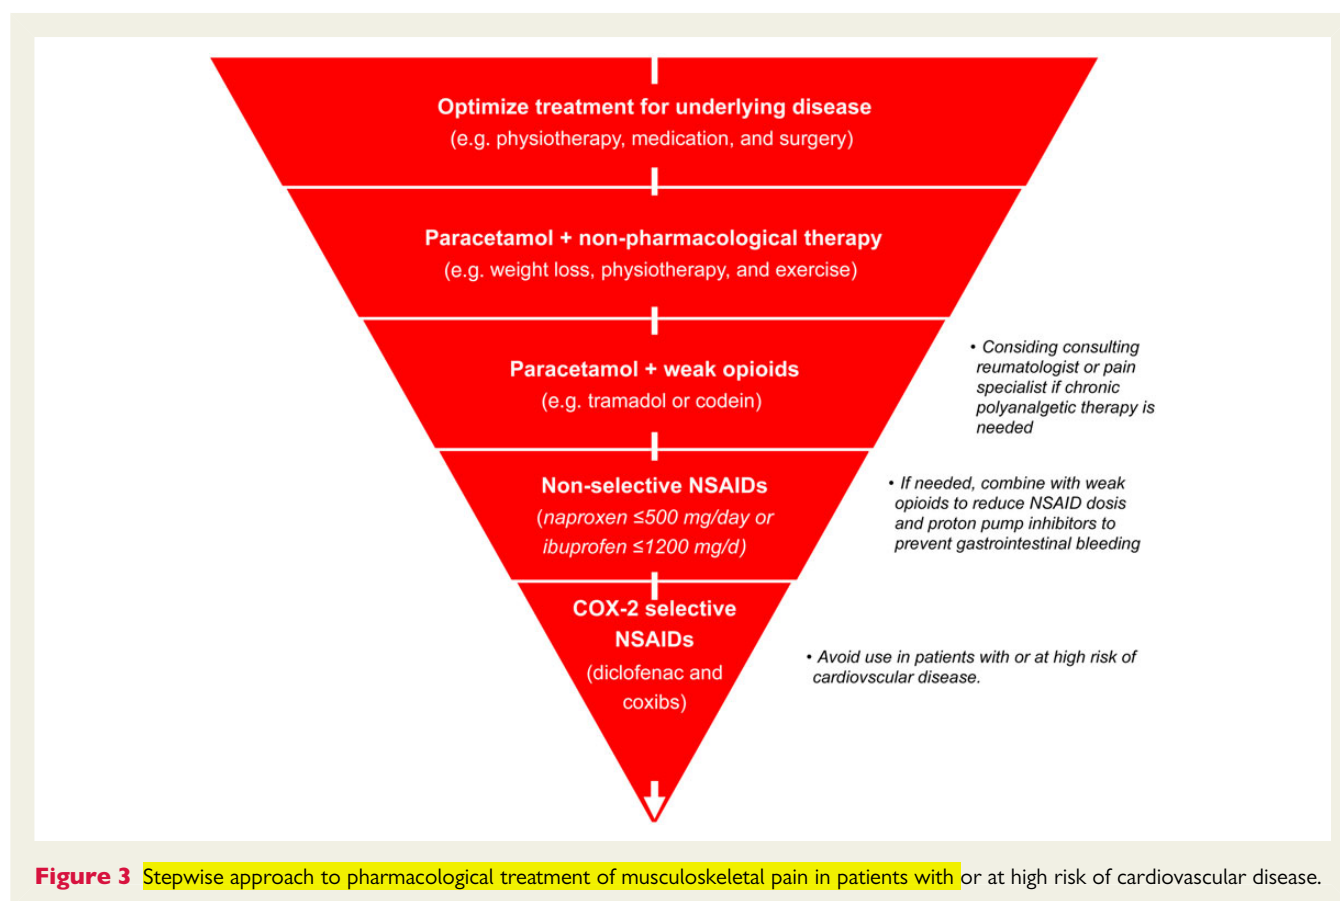 Optimize treatment for underlying disease
(e.g. physiotherapy, medication, and surgery)
Paracetamol + non-pharmacological therapy
(e.g. weight loss, physiotherapy, and exercise)
Paracetamol + weak opioids
(e.g. tramadol or codein)
• Considering consulting
reumatologist or pain
specialist if chronic
polyanalgetic therapy is
needed
Non-selective NSAIDs
(naproxen ≤500 mg/day or
ibuprofen ≤1200 mg/d)
• If needed, combine with weak
opioids to reduce NSAID dosis
and proton pump inhibitors to
prevent gastrointestinal bleeding
COX-2 selective
NSAIDs
(diclofenac and
coxibs)
• Avoid use in patients with or at high risk of
cardiovscular disease.
Figure 3 Stepwise approach to pharmacological treatment of musculoskeletal pain in patients with or at high risk of cardiovascular disease.